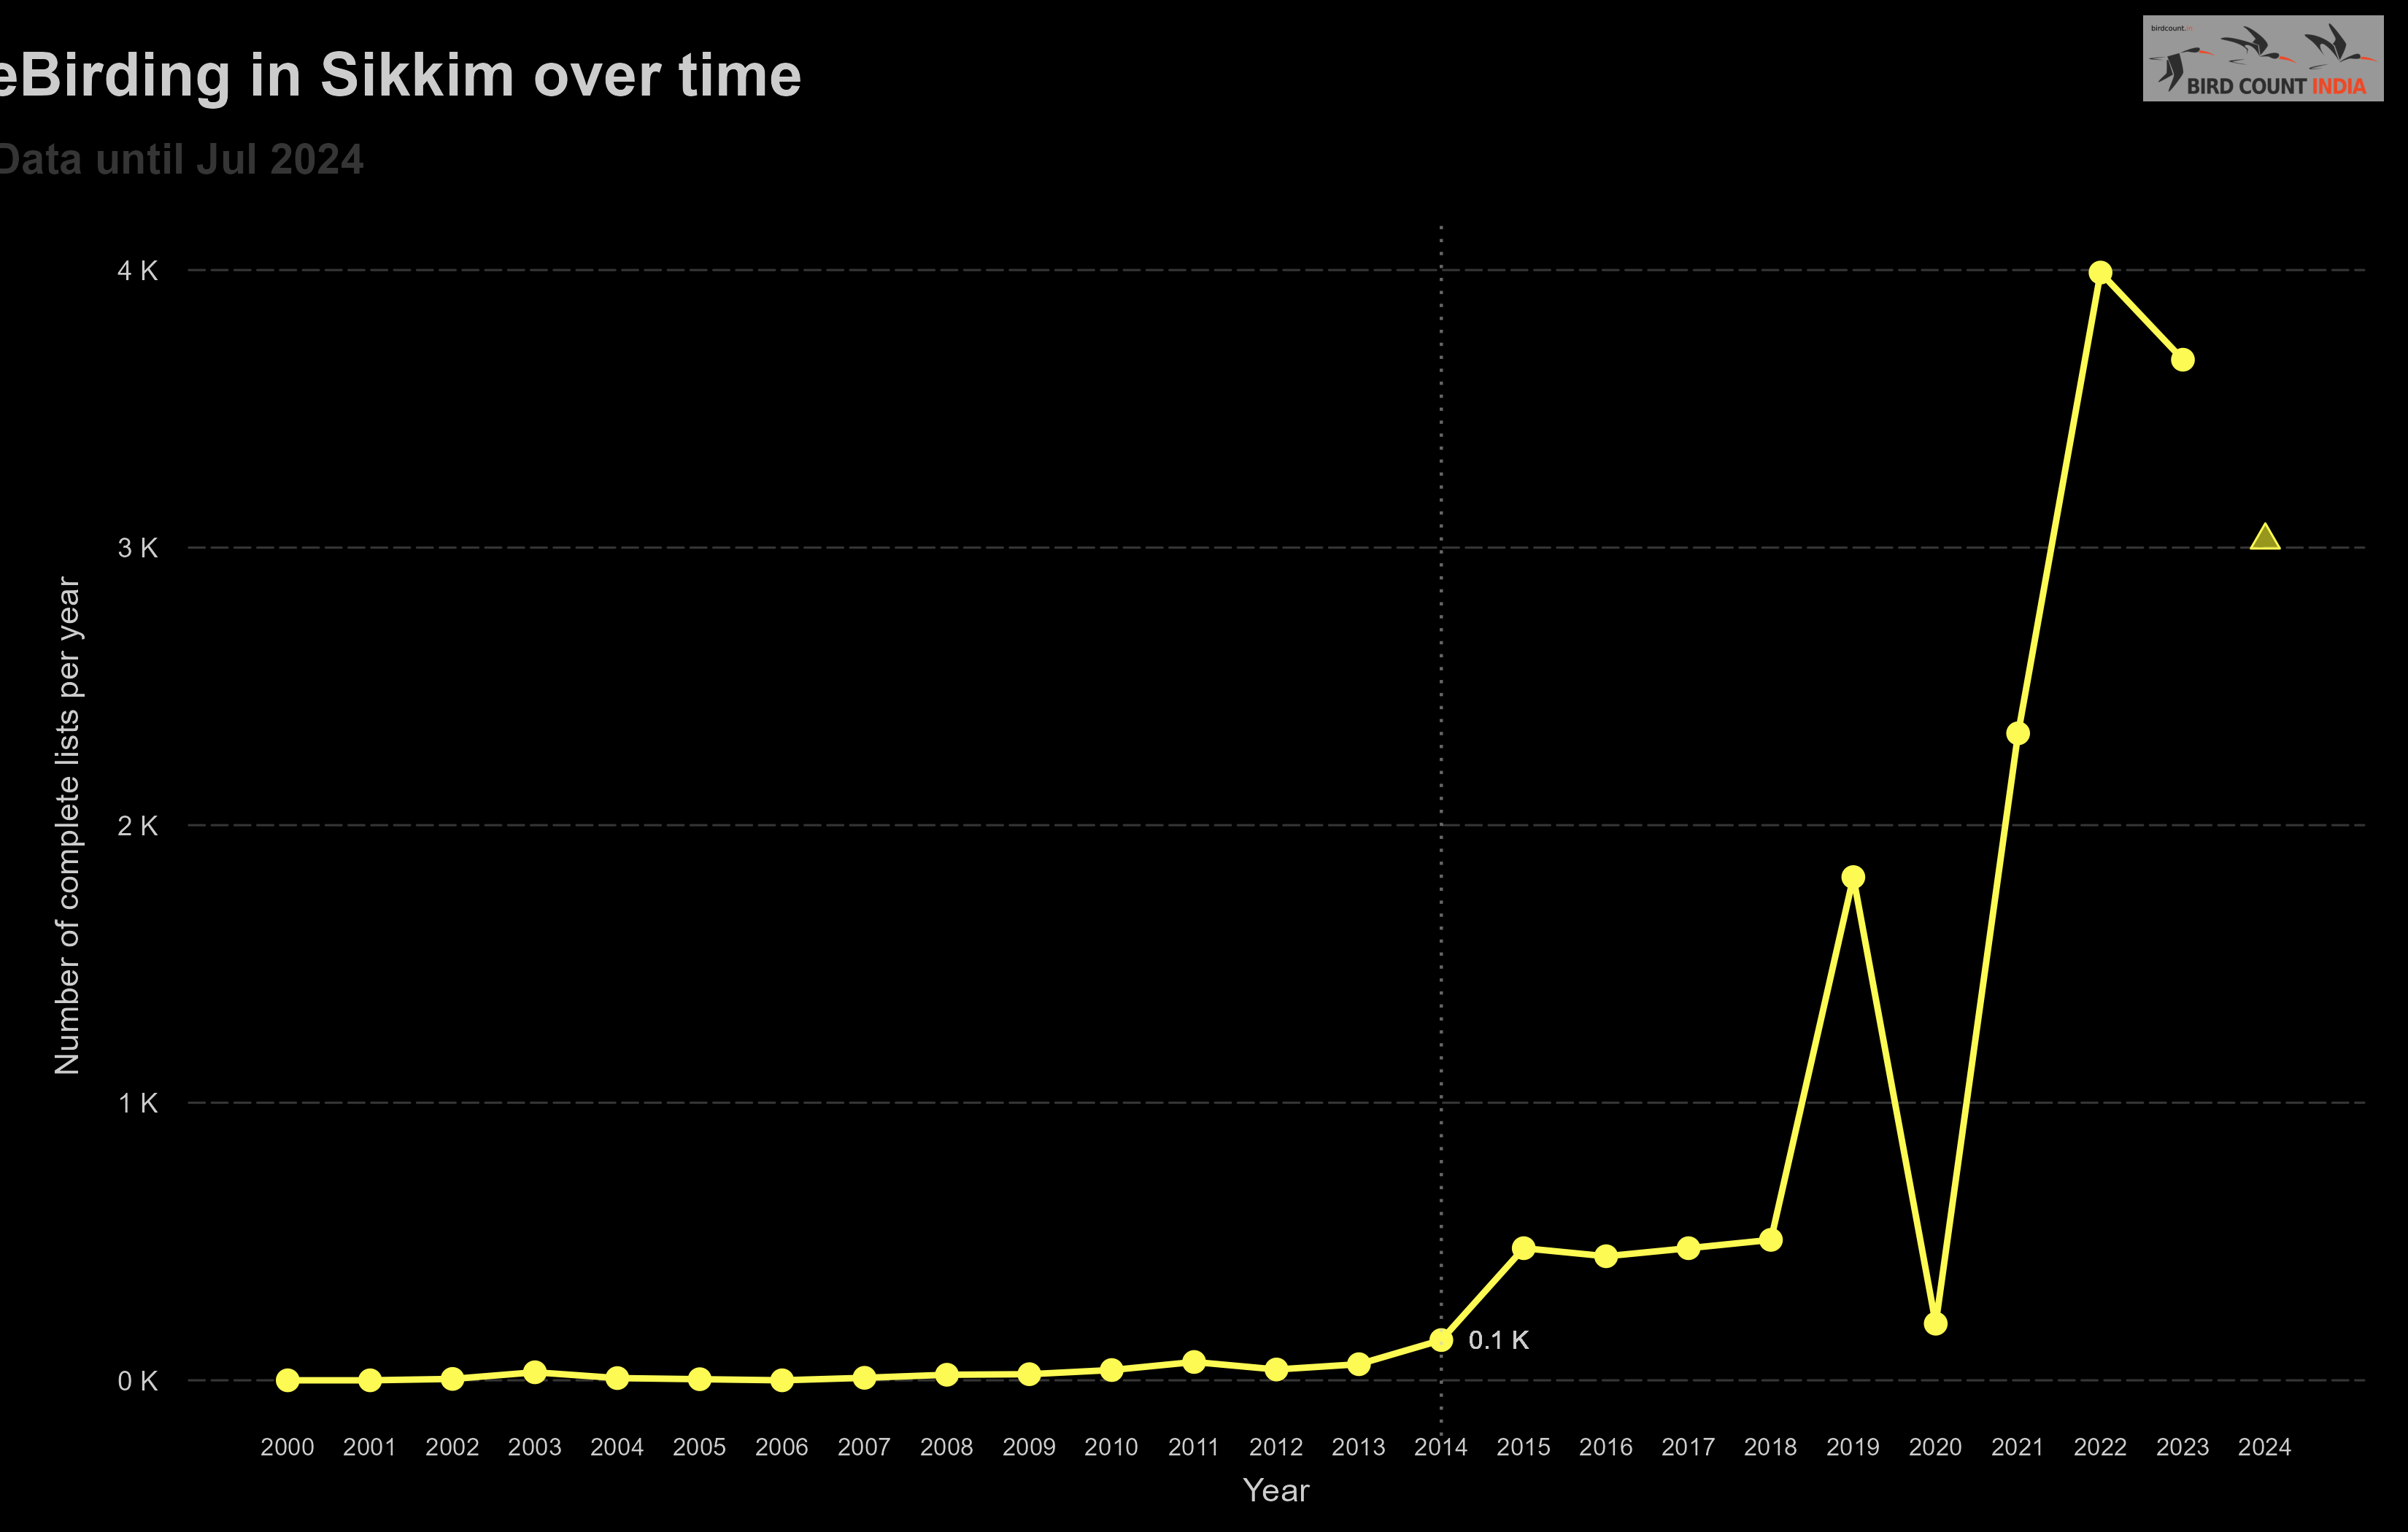 eBirding in Sikkim over time
Data until Jul 2024
birdcount.in
BIRD COUNT INDIA
4 K
3 K
2 K
1 K
0 K
Number of complete lists per year
0.1 K
2000 2001 2002 2003 2004 2005 2006 2007 2008 2009 2010 2011 2012 2013 2014 2015 2016 2017 2018 2019 2020 2021 2022 2023 2024
Year